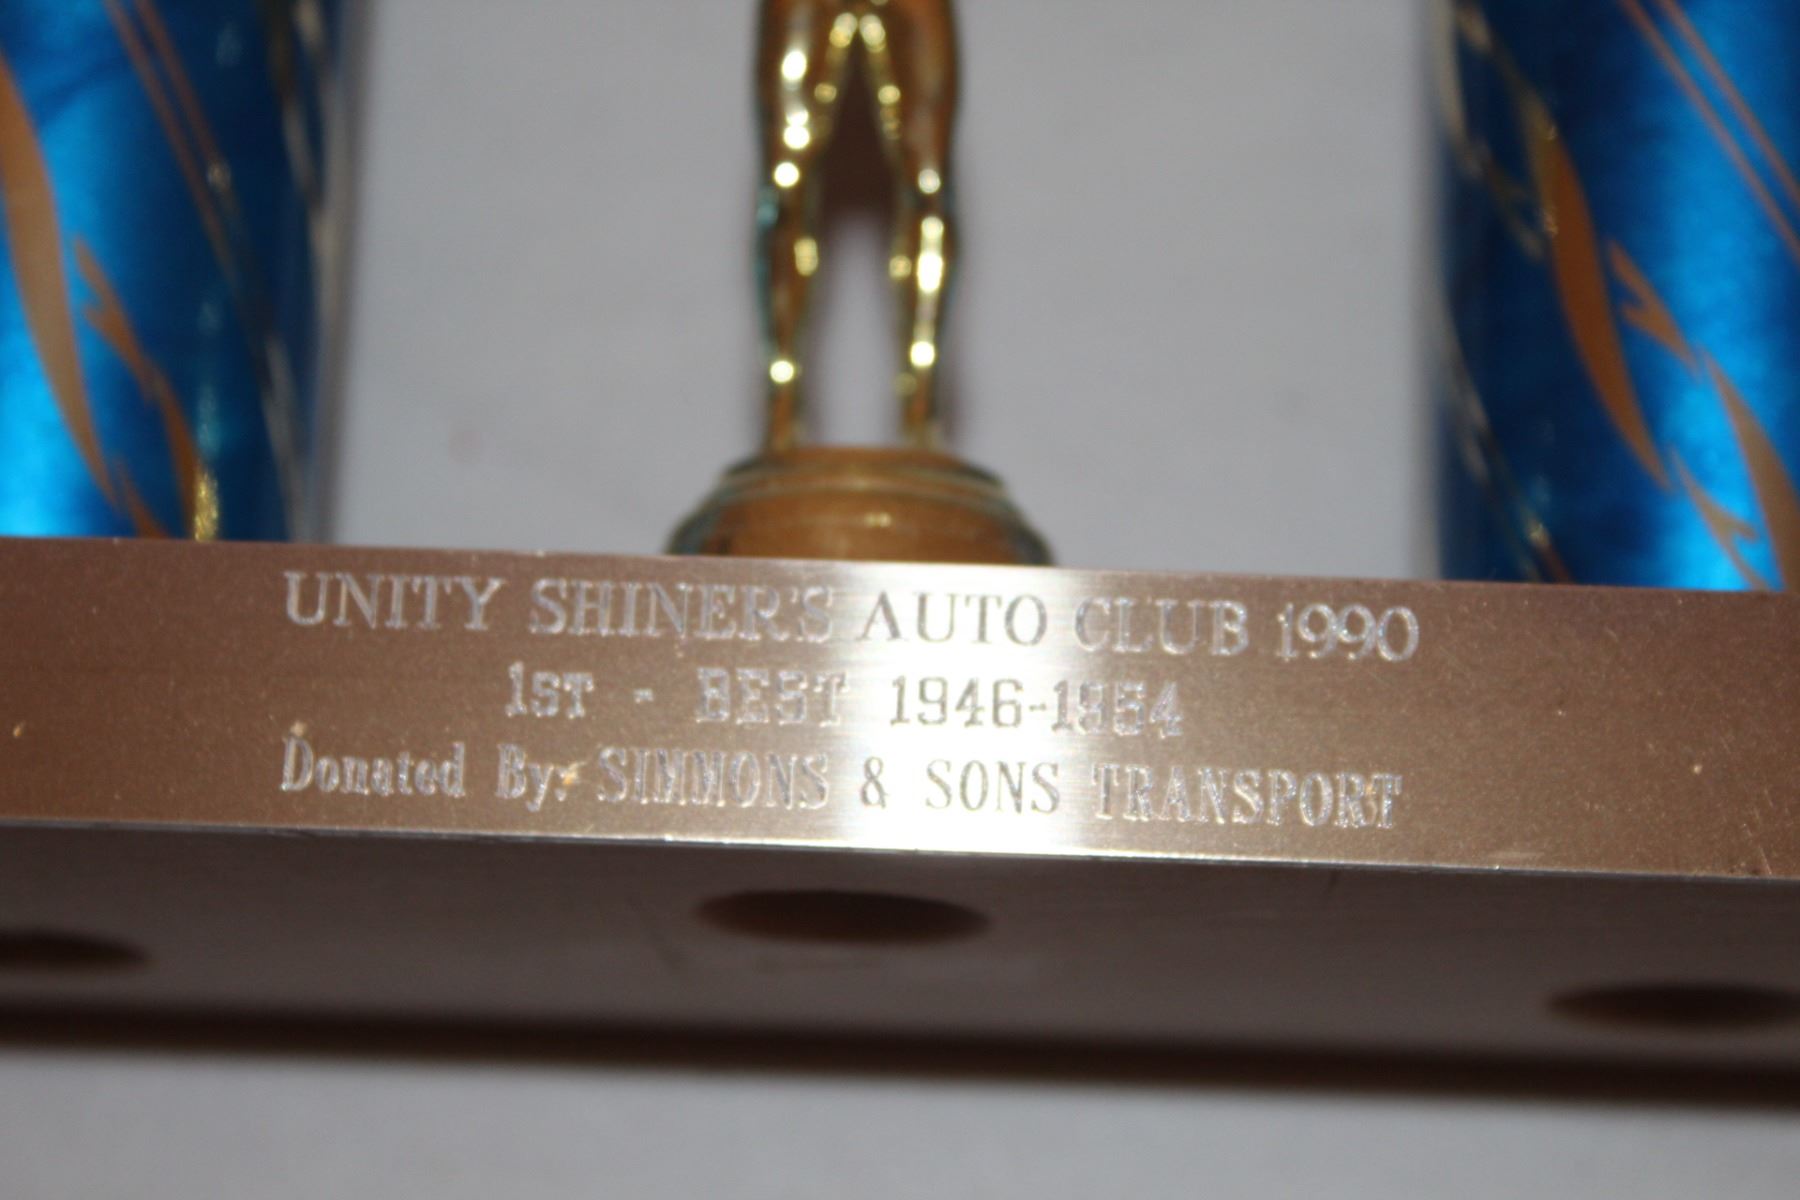 UNITY SHINER'S AUTO CLUB 1990
1ST - BEST 1946-1954
Donated By: SIMMONS & SONS TRANSPORT